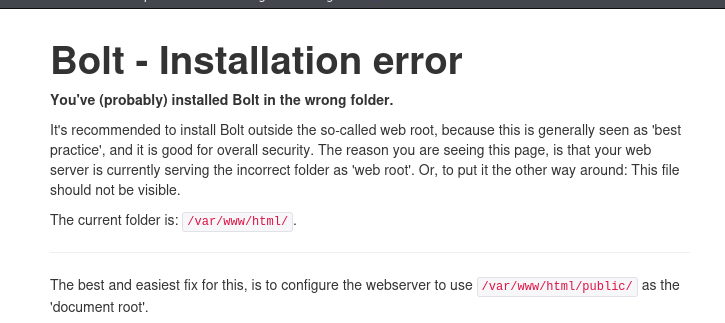 Bolt - Installation error
You've (probably) installed Bolt in the wrong folder.
It's recommended to install Bolt outside the so-called web root, because this is generally seen as 'best
practice', and it is good for overall security. The reason you are seeing this page, is that your web
server is currently serving the incorrect folder as 'web root'. Or, to put it the other way around: This file
should not be visible.
The current folder is: /var/www/html/ .
The best and easiest fix for this, is to configure the webserver to use /var/www/html/public/ as the
'document root'.